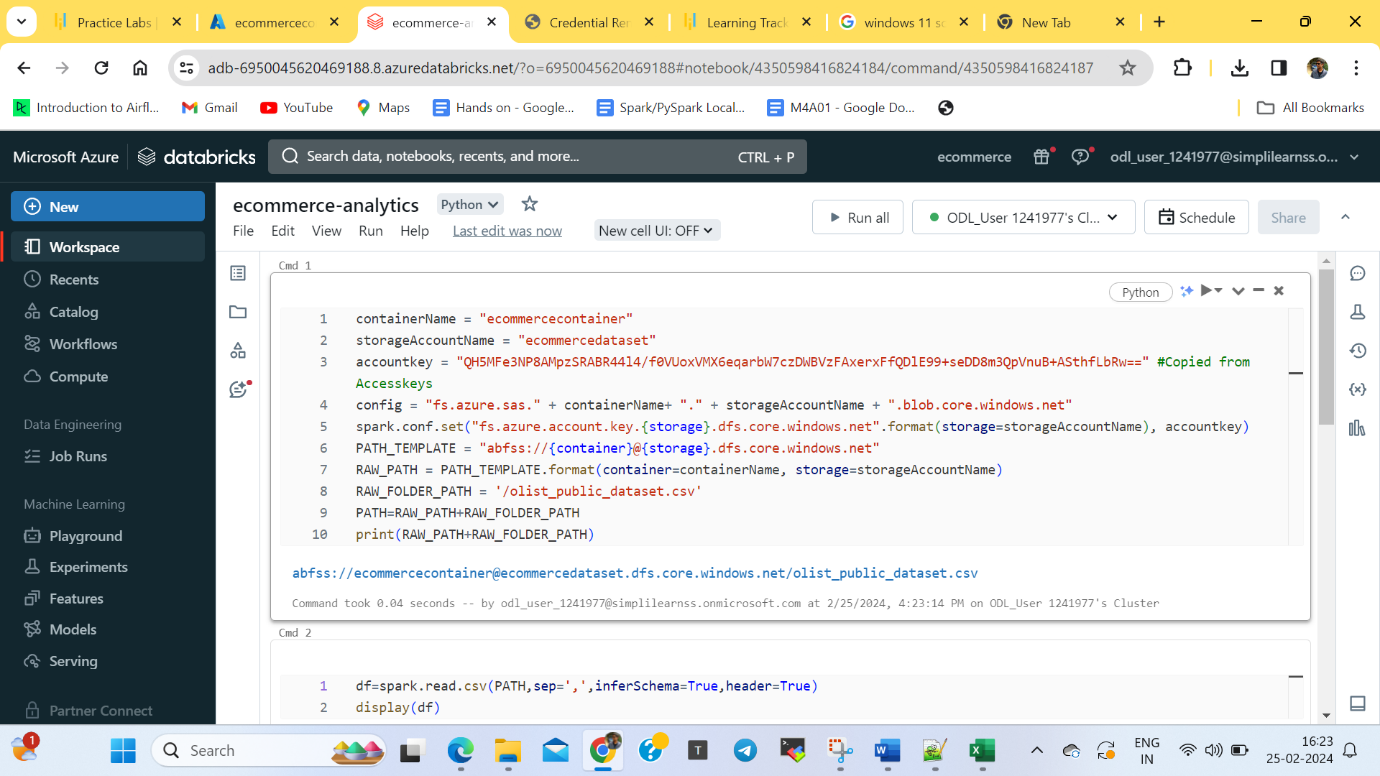 Practice Labs
ecommerceco
ecommerce-a
Credential Re
Learning Track
windows 11 sc
New Tab
adb-6950045620469188.8.azuredatabricks.net/?o=6950045620469188#notebook/4350598416824184/command/4350598416824187
Introduction to Airfl...
Gmail
YouTube
Maps
Hands on - Google...
Spark/PySpark Local...
M4A01 - Google Do...
All Bookmarks
Microsoft Azure
databricks
Search data, notebooks, recents, and more...
CTRL + P
ecommerce
odl_user_1241977@simplilearnss.o...
New
Workspace
Recents
Catalog
Workflows
Compute
Data Engineering
Job Runs
Machine Learning
Playground
Experiments
Features
Models
Serving
Partner Connect
ecommerce-analytics
Python
File Edit View Run Help Last edit was now
New cell UI: OFF
Run all
ODL_User 1241977's Cl...
Schedule
Share
Cmd 1
Python
1 containerName = "ecommercecontainer"
2 storageAccountName = "ecommercedataset"
3 accountkey = "QH5MFe3NP8AMpzSRABR44l4/f0VUoxVMX6eqarbW7czDWBVzFAxerxFfQDlE99+seDD8m3QpVnuB+ASthfLbRw==" #Copied from
Accesskeys
4 config = "fs.azure.sas." + containerName+ "." + storageAccountName + ".blob.core.windows.net"
5 spark.conf.set("fs.azure.account.key.{storage}.dfs.core.windows.net".format(storage=storageAccountName), accountkey)
6 PATH_TEMPLATE = "abfss://{container}@{storage}.dfs.core.windows.net"
7 RAW_PATH = PATH_TEMPLATE.format(container=containerName, storage=storageAccountName)
8 RAW_FOLDER_PATH = '/olist_public_dataset.csv'
9 PATH=RAW_PATH+RAW_FOLDER_PATH
10 print(RAW_PATH+RAW_FOLDER_PATH)
abfss://ecommercecontainer@ecommercedataset.dfs.core.windows.net/olist_public_dataset.csv
Command took 0.04 seconds -- by odl_user_1241977@simplilearnss.onmicrosoft.com at 2/25/2024, 4:23:14 PM on ODL_User 1241977's Cluster
Cmd 2
1 df=spark.read.csv(PATH,sep=',',inferSchema=True,header=True)
2 display(df)
1
Search
T
ENG
IN
16:23
25-02-2024